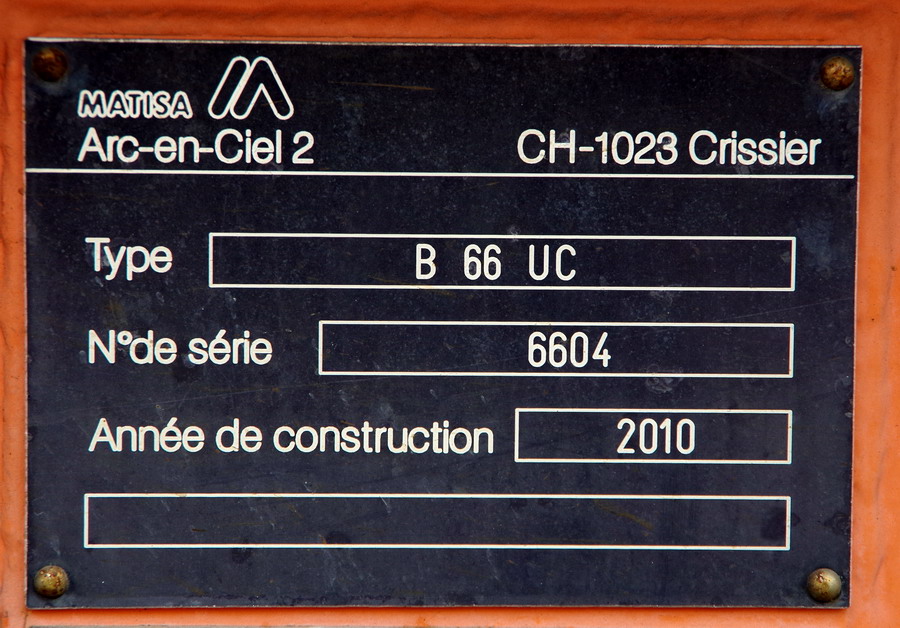 MATISA
Arc-en-Ciel 2 CH-1023 Crissier
Type B 66 UC
N°de série 6604
Année de construction 2010